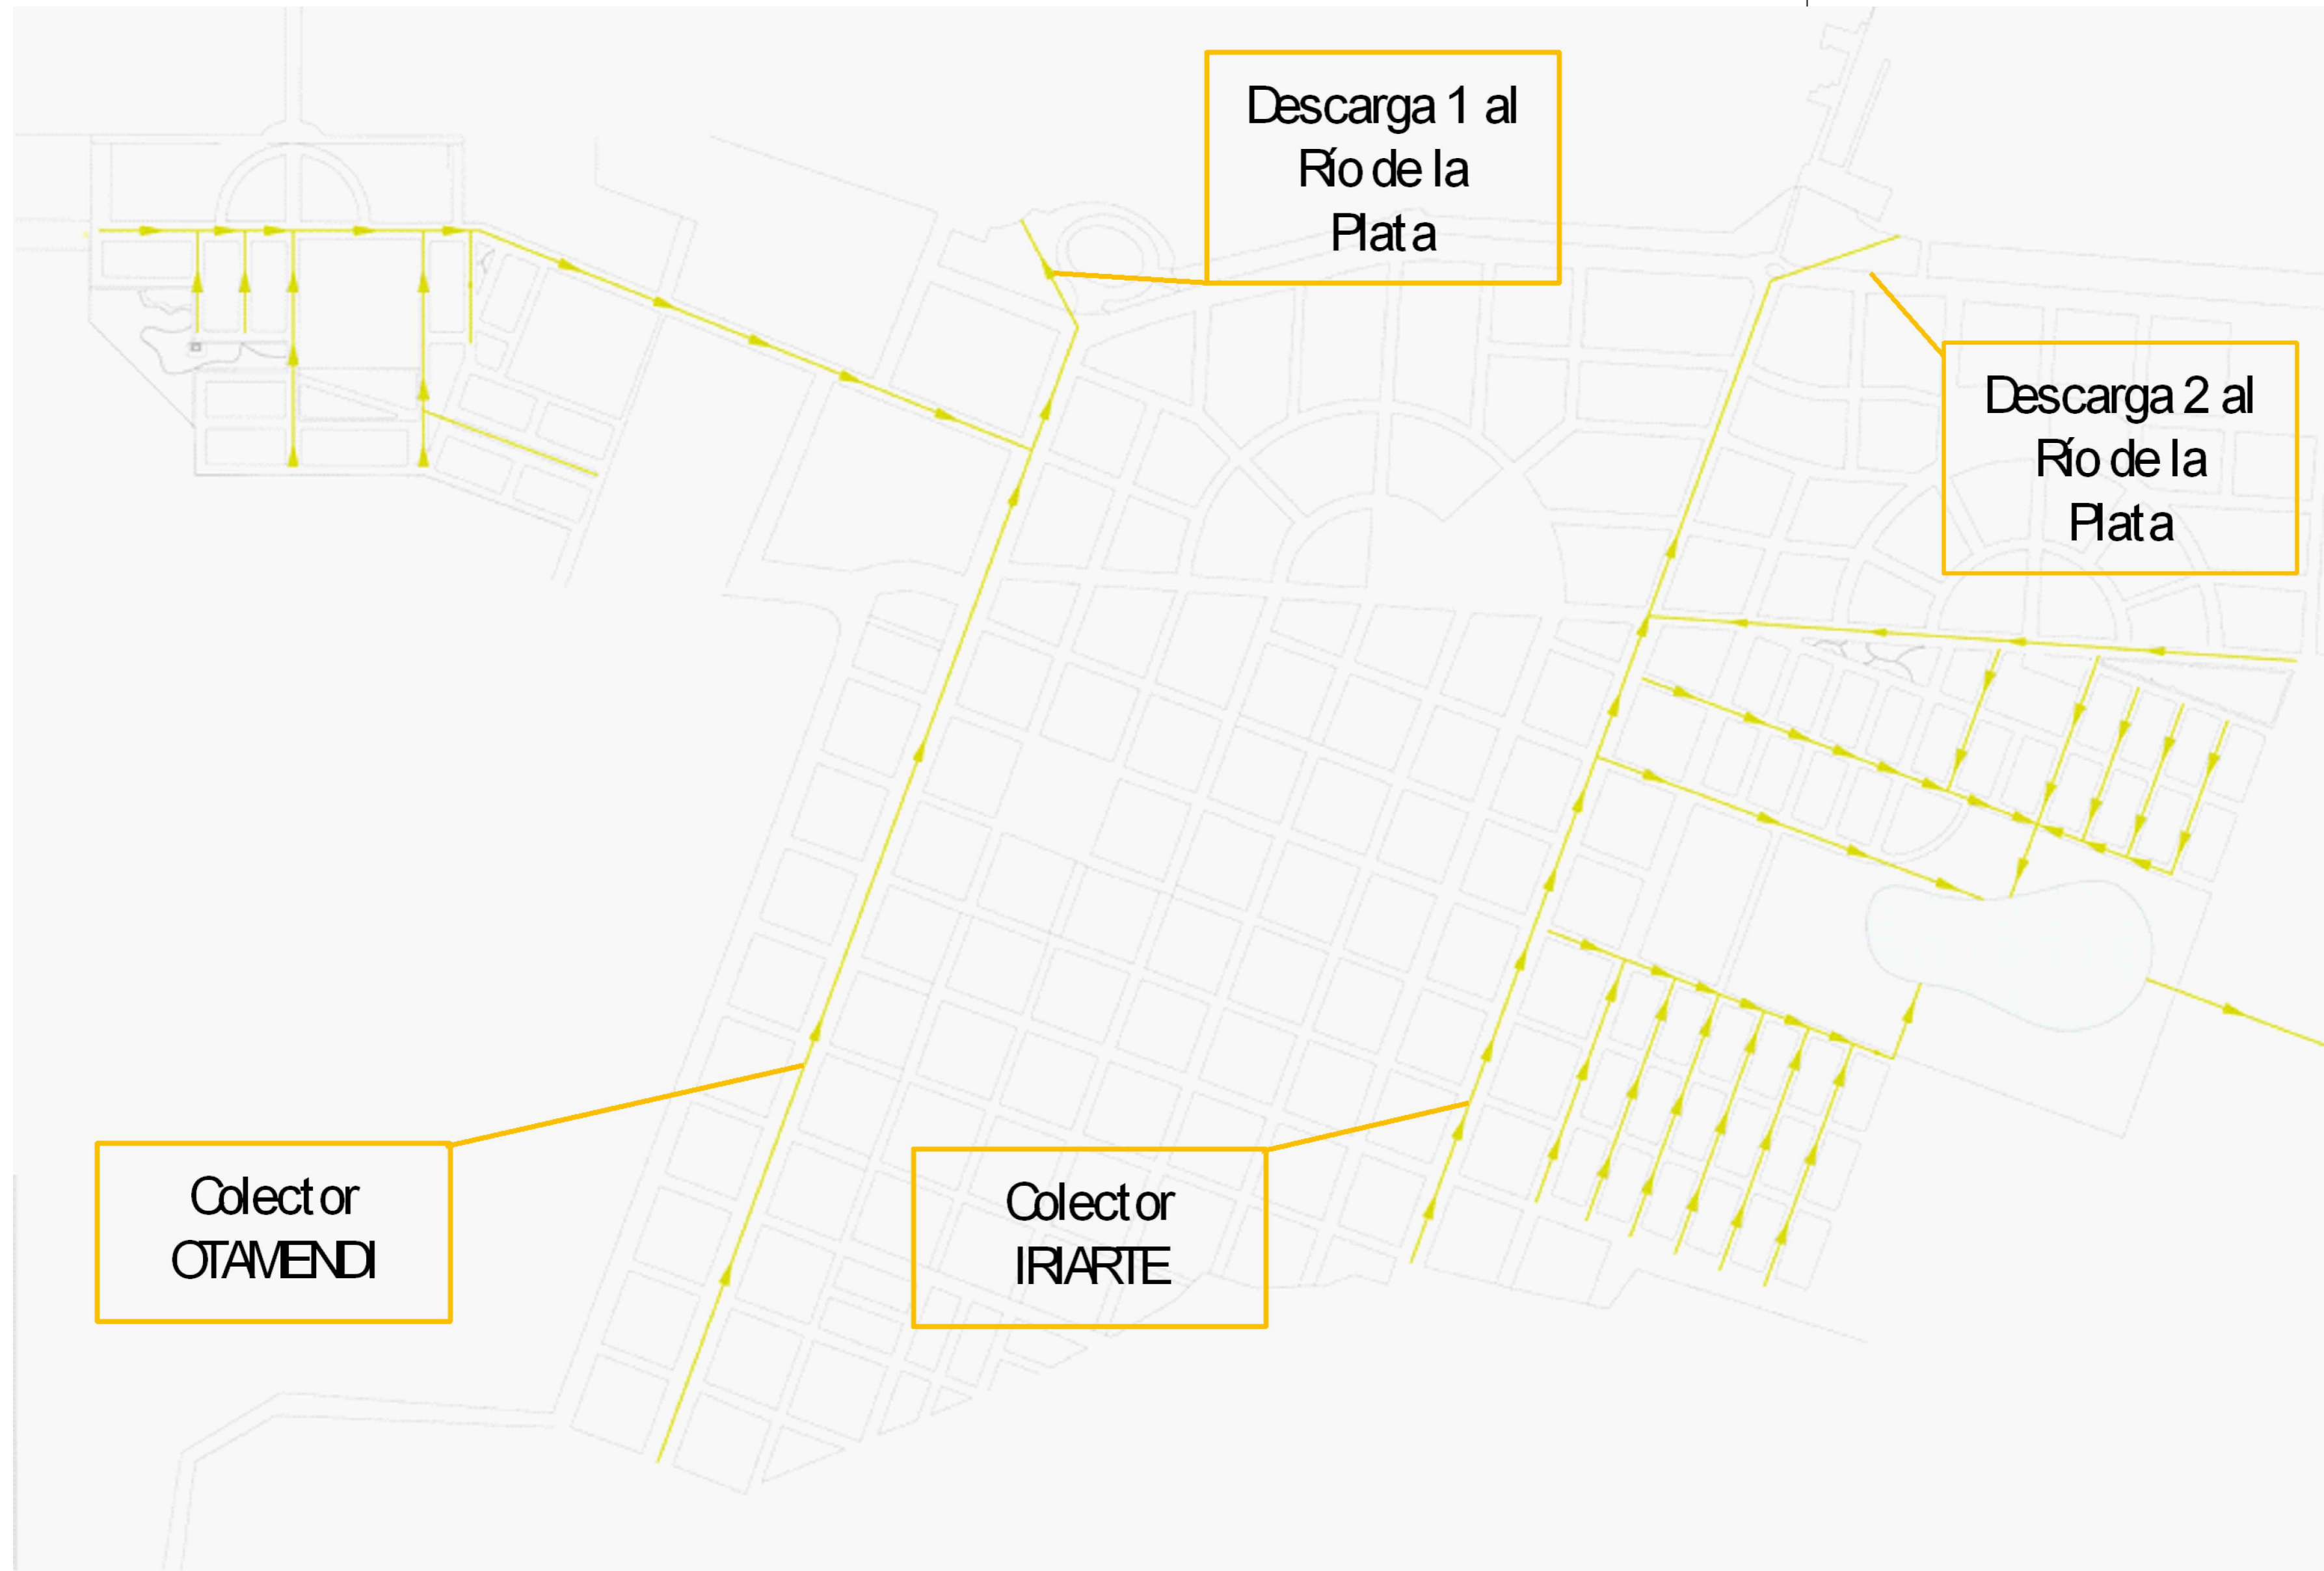 Descarga 1 al
Río de la
Plata
Descarga 2 al
Río de la
Plata
Colector
OTAMENDI
Colector
IRIARTE